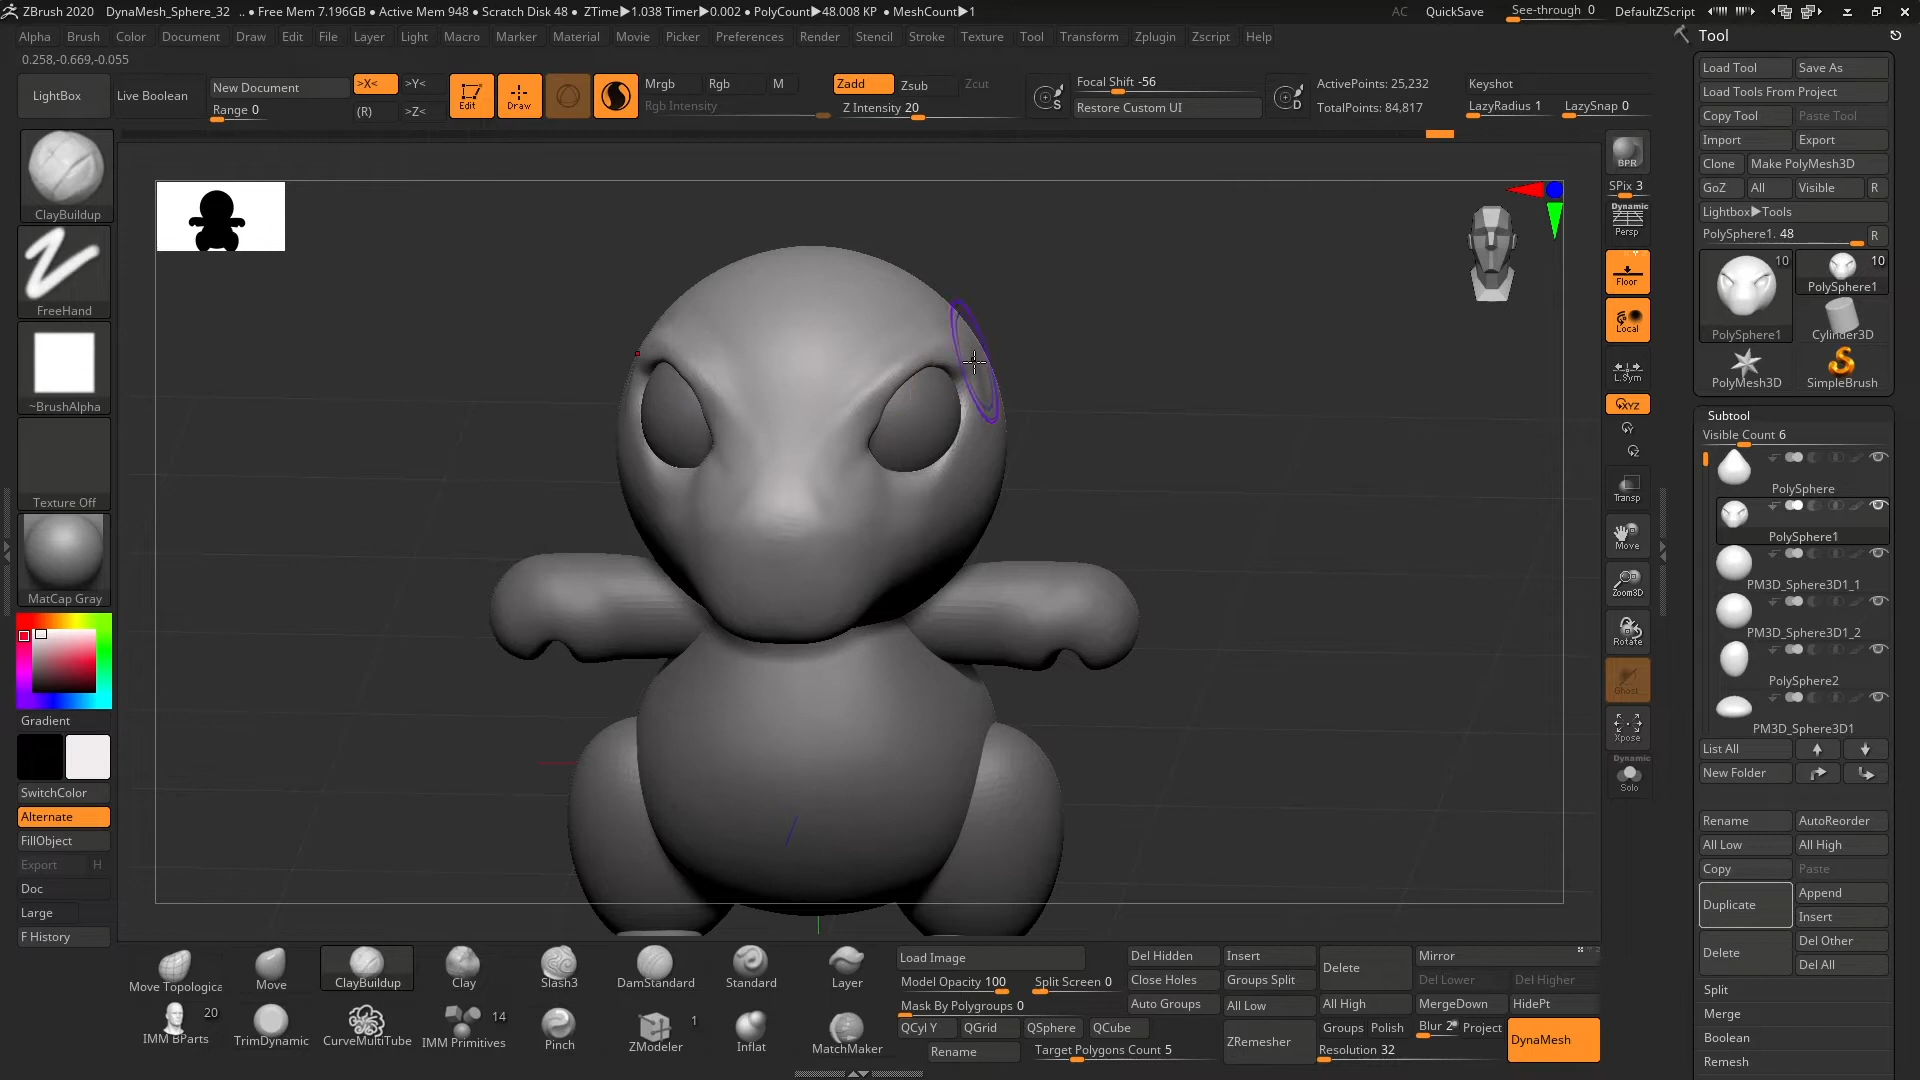 ZBrush 2020 DynaMesh_Sphere_32 .. • Free Mem 7.196GB • Active Mem 948 • Scratch Disk 48 • ZTime▶1.038 Timer▶0.002 • PolyCount▶48.008 KP • MeshCount▶1 AC QuickSave See-through 0 DefaultZScript
Alpha Brush Color Document Draw Edit File Layer Light Macro Marker Material Movie Picker Preferences Render Stencil Stroke Texture Tool Transform Zplugin Zscript Help
Tool
0.258,-0.669,-0.055
LightBox Live Boolean New Document
Range 0
>X< >Y<
(R) >Z<
Edit Draw
Mrgb Rgb M
Rgb Intensity
Zadd Zsub Zcut
Z Intensity 20
S
Focal Shift -56
Restore Custom UI
D
ActivePoints: 25,232
TotalPoints: 84,817
Keyshot
LazyRadius 1 LazySnap 0
ClayBuildup
FreeHand
~BrushAlpha
Texture Off
MatCap Gray
Gradient
SwitchColor
Alternate
FillObject
Export H
Doc
Large
F History
BPR
SPix 3
Dynamic
Persp
Floor
Local
L.Sym
XYZ
Y
Z
Transp
Move
Zoom3D
Rotate
Ghost
Xpose
Dynamic
Solo
Load Tool Save As
Load Tools From Project
Copy Tool Paste Tool
Import Export
Clone Make PolyMesh3D
GoZ All Visible R
Lightbox▶Tools
PolySphere1. 48 R
10 10
PolySphere1
PolySphere1 Cylinder3D
PolyMesh3D SimpleBrush
Subtool
Visible Count 6
PolySphere
PolySphere1
PM3D_Sphere3D1_1
PM3D_Sphere3D1_2
PolySphere2
PM3D_Sphere3D1
List All
New Folder
Rename AutoReorder
All Low All High
Copy Paste
Duplicate Append
Insert
Delete Del Other
Del All
Split
Merge
Boolean
Remesh
Move Topologica Move ClayBuildup Clay Slash3 DamStandard Standard Layer
20 14 1
IMM BParts TrimDynamic CurveMultiTube IMM Primitives Pinch ZModeler Inflat MatchMaker
Load Image
Model Opacity 100 Split Screen 0
Mask By Polygroups 0
QCyl Y QGrid QSphere QCube
Rename Target Polygons Count 5
Del Hidden Insert
Close Holes Groups Split
Auto Groups All Low
ZRemesher
Delete Mirror
Del Lower Del Higher
All High MergeDown HidePt
Groups Polish Blur 2 Project
Resolution 32
DynaMesh